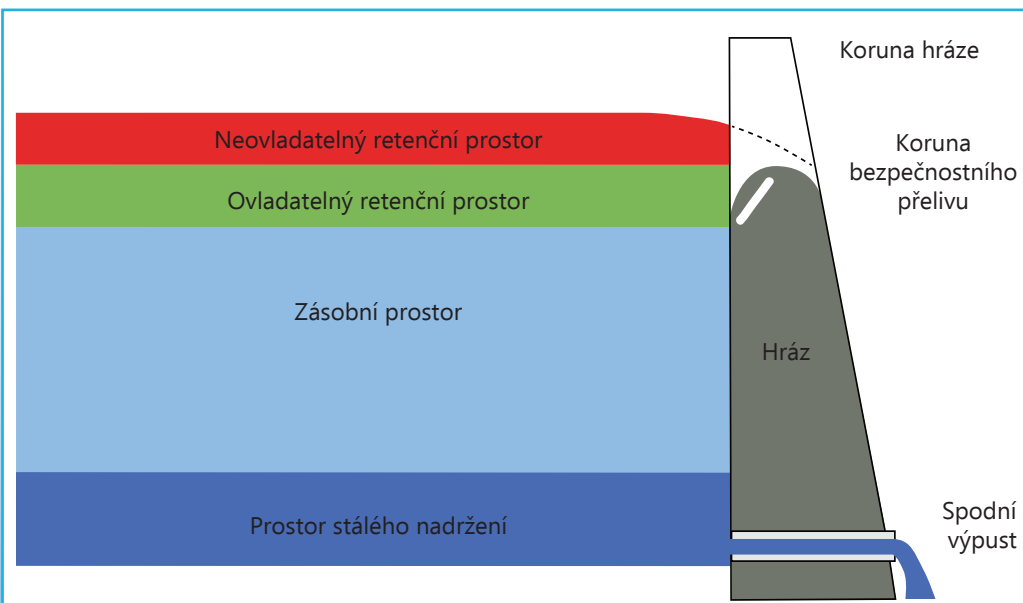 Koruna hráze
Neovladatelný retenční prostor
Koruna
bezpečnostního
přelivu
Ovladatelný retenční prostor
Zásobní prostor
Hráz
Prostor stálého nadržení
Spodní
výpust